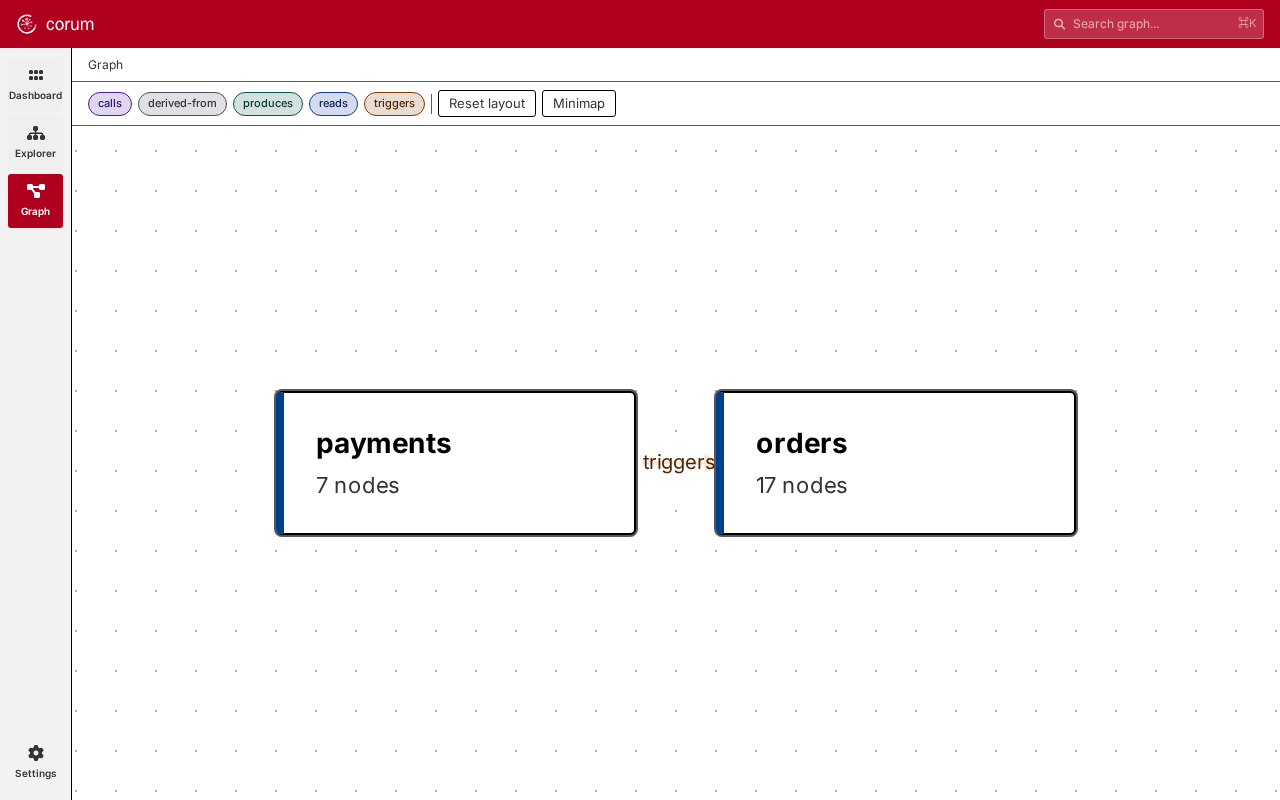 corum
Search graph...
⌘K
Dashboard
Explorer
Graph
Settings
Graph
calls
derived-from
produces
reads
triggers
Reset layout
Minimap
payments
7 nodes
triggers
orders
17 nodes